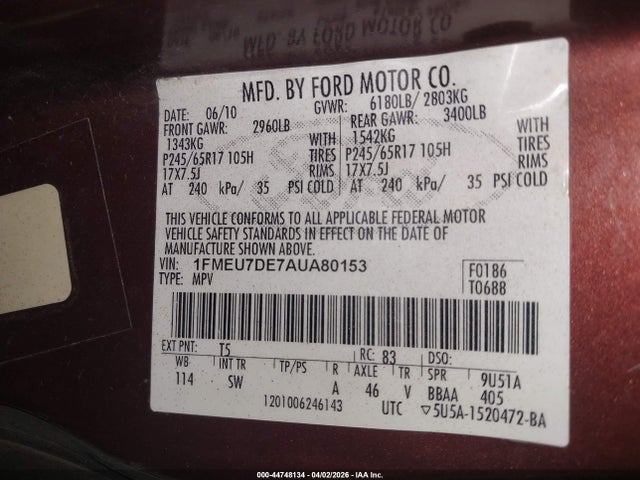 MFD. BY FORD MOTOR CO.
DATE: 06/10 GVWR: 6180LB/ 2803KG
FRONT GAWR: 2960LB REAR GAWR: 3400LB
1343KG WITH 1542KG WITH
P245/65R17 105H TIRES P245/65R17 105H TIRES
17X7.5J RIMS 17X7.5J RIMS
AT 240 kPa/ 35 PSI COLD AT 240 kPa/ 35 PSI COLD
THIS VEHICLE CONFORMS TO ALL APPLICABLE FEDERAL MOTOR
VEHICLE SAFETY STANDARDS IN EFFECT ON THE DATE OF
MANUFACTURE SHOWN ABOVE.
VIN: 1FMEU7DE7AUA80153 F0186
TYPE: MPV T0688
EXT PNT: T5 RC: 83 DSO:
WB INT TR TP/PS R AXLE TR SPR 9U51A
114 SW A 46 V BBAA 405
1201006246143 UTC ▽5U5A-1520472-BA
000-44748134 - 04/02/2026 - IAA Inc.